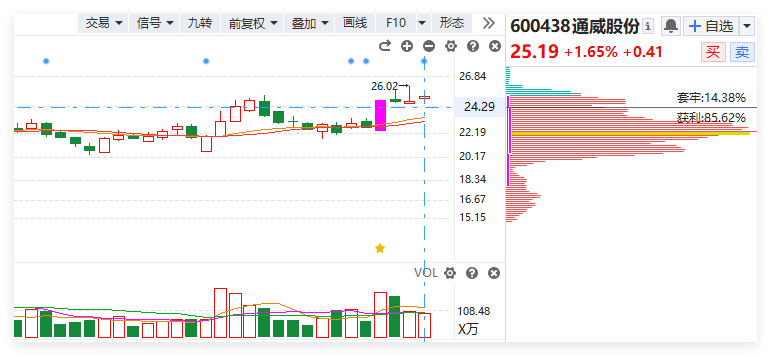 交易 信号 九转 前复权 叠加 画线 F10 形态
600438通威股份
25.19 +1.65% +0.41
+自选
买 卖
26.84
26.02
24.29
22.19
20.17
18.34
16.67
15.15
套牢:14.38%
获利:85.62%
VOL
108.48
X万